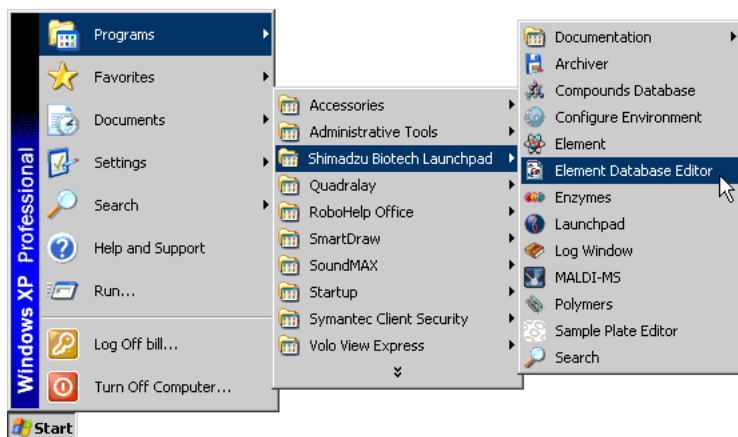 Windows XP Professional
Programs
Favorites
Documents
Settings
Search
Help and Support
Run...
Log Off bill...
Turn Off Computer...
Start
Accessories
Administrative Tools
Shimadzu Biotech Launchpad
Quadralay
RoboHelp Office
SmartDraw
SoundMAX
Startup
Symantec Client Security
Volo View Express
Documentation
Archiver
Compounds Database
Configure Environment
Element
Element Database Editor
Enzymes
Launchpad
Log Window
MALDI-MS
Polymers
Sample Plate Editor
Search